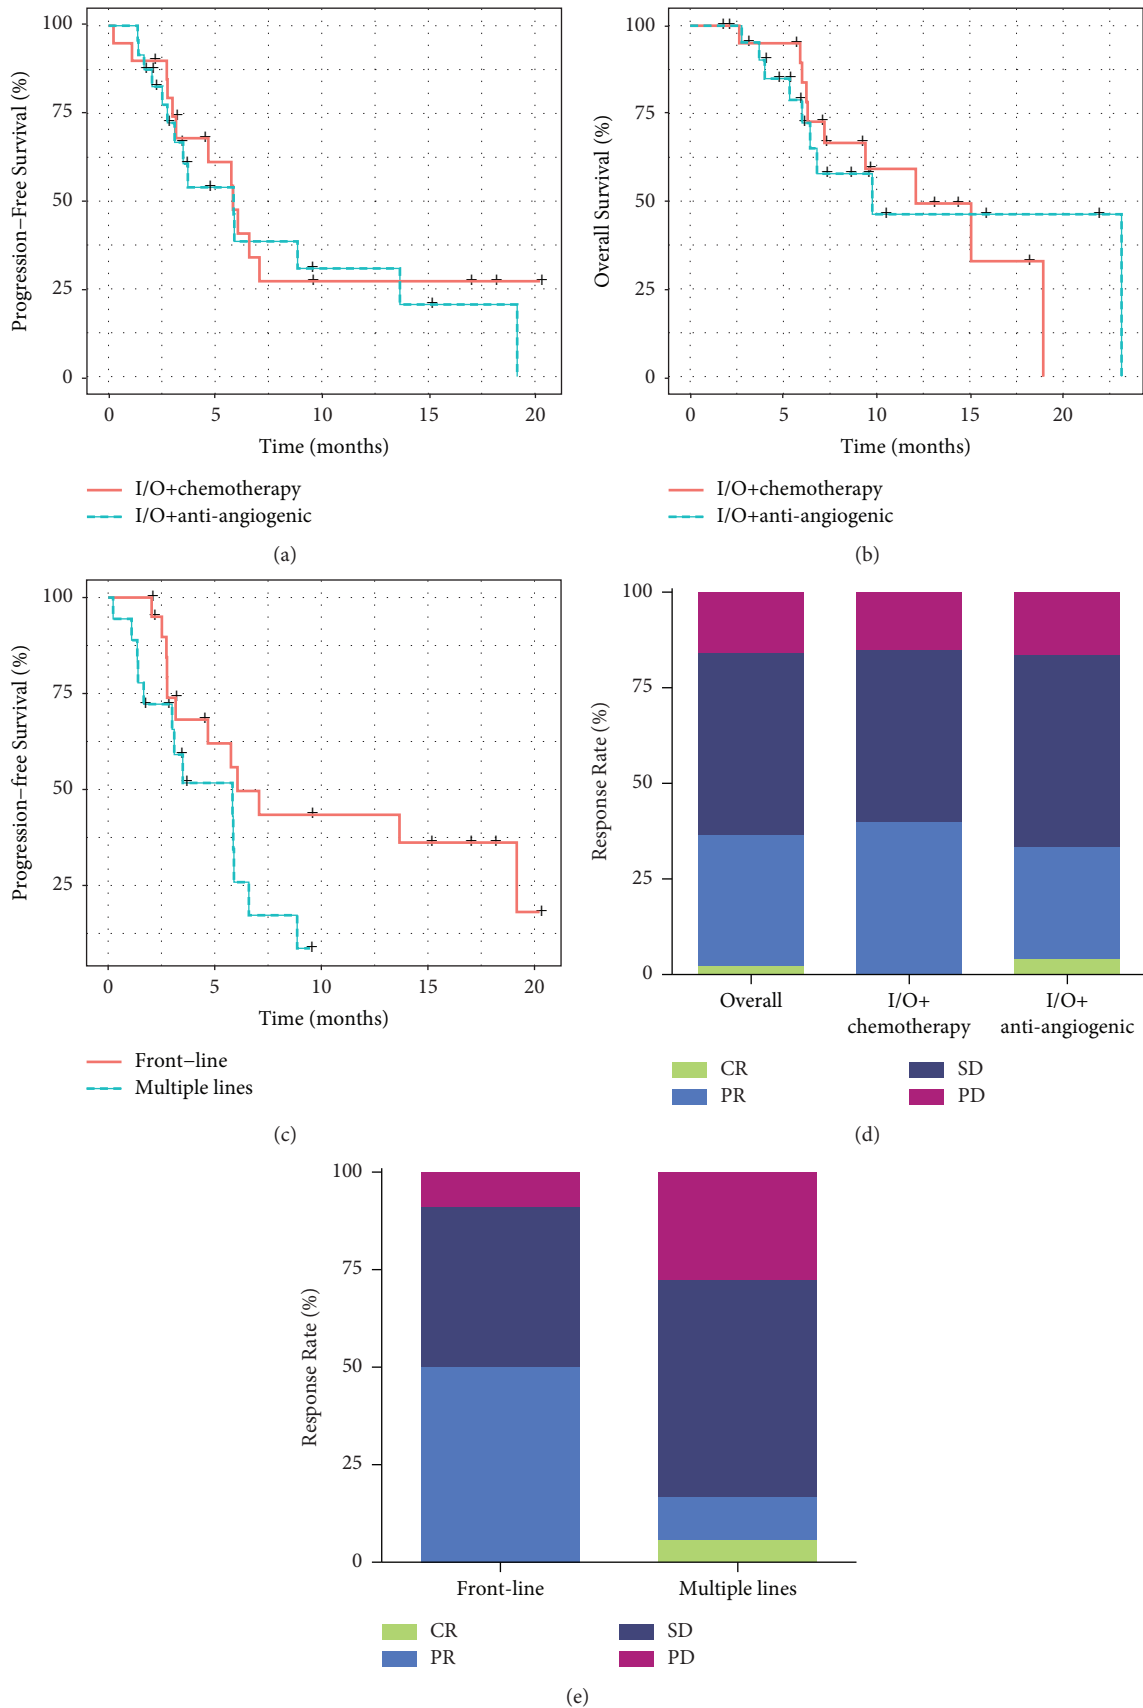 100
75
50
25
0
Progression−Free Survival (%)
0 5 10 15 20
Time (months)
I/O+chemotherapy
I/O+anti-angiogenic
(a)
100
75
50
25
0
Overall Survival (%)
0 5 10 15 20
Time (months)
I/O+chemotherapy
I/O+anti-angiogenic
(b)
100
75
50
25
Progression−free Survival (%)
0 5 10 15 20
Time (months)
Front−line
Multiple lines
(c)
100
75
50
25
0
Response Rate (%)
Overall
I/O+
chemotherapy
I/O+
anti-angiogenic
CR SD
PR PD
(d)
100
75
50
25
0
Response Rate (%)
Front-line Multiple lines
CR SD
PR PD
(e)